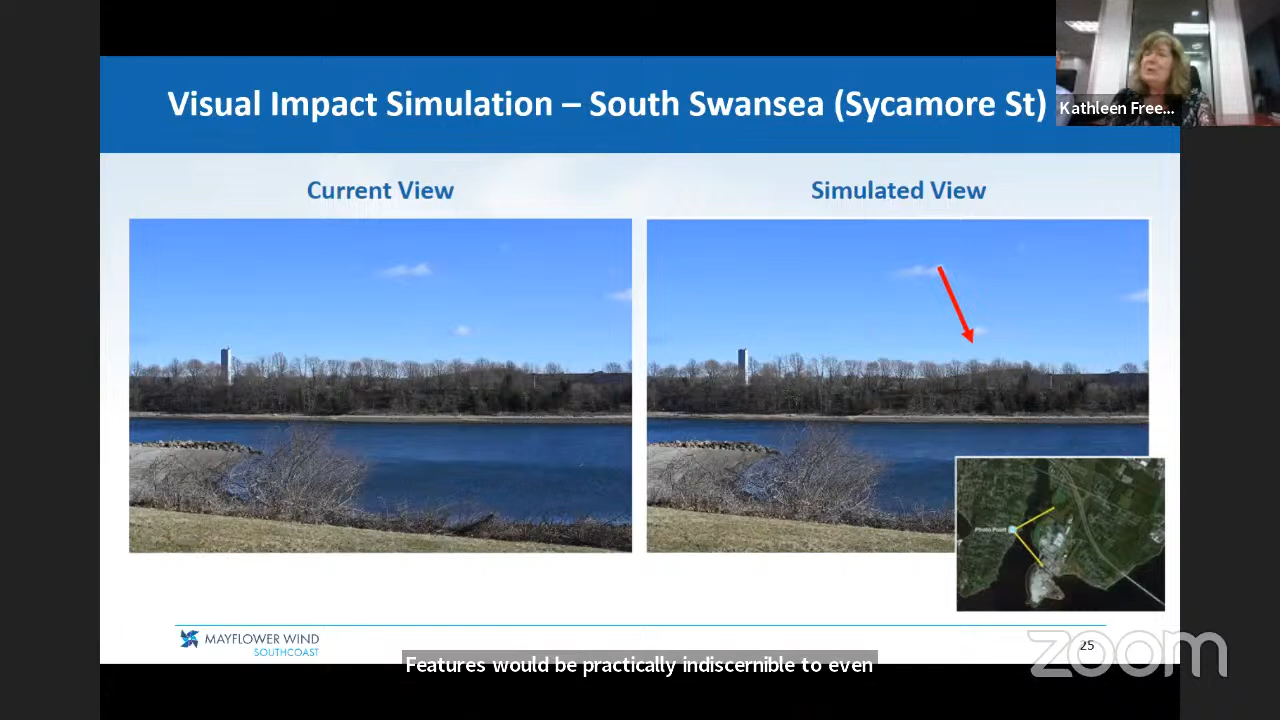 Visual Impact Simulation – South Swansea (Sycamore St)
Kathleen Free...
Current View
Simulated View
Photo Point
MAYFLOWER WIND
SOUTHCOAST
25
zoom
Features would be practically indiscernible to even